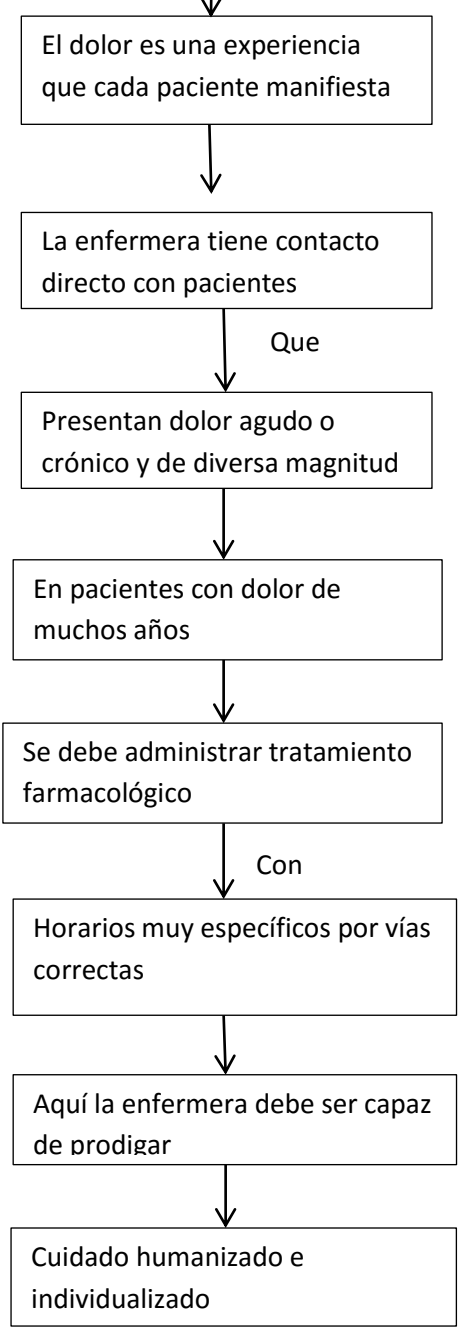 El dolor es una experiencia
que cada paciente manifiesta
La enfermera tiene contacto
directo con pacientes
Que
Presentan dolor agudo o
crónico y de diversa magnitud
En pacientes con dolor de
muchos años
Se debe administrar tratamiento
farmacológico
Con
Horarios muy específicos por vías
correctas
Aquí la enfermera debe ser capaz
de prodigar
Cuidado humanizado e
individualizado